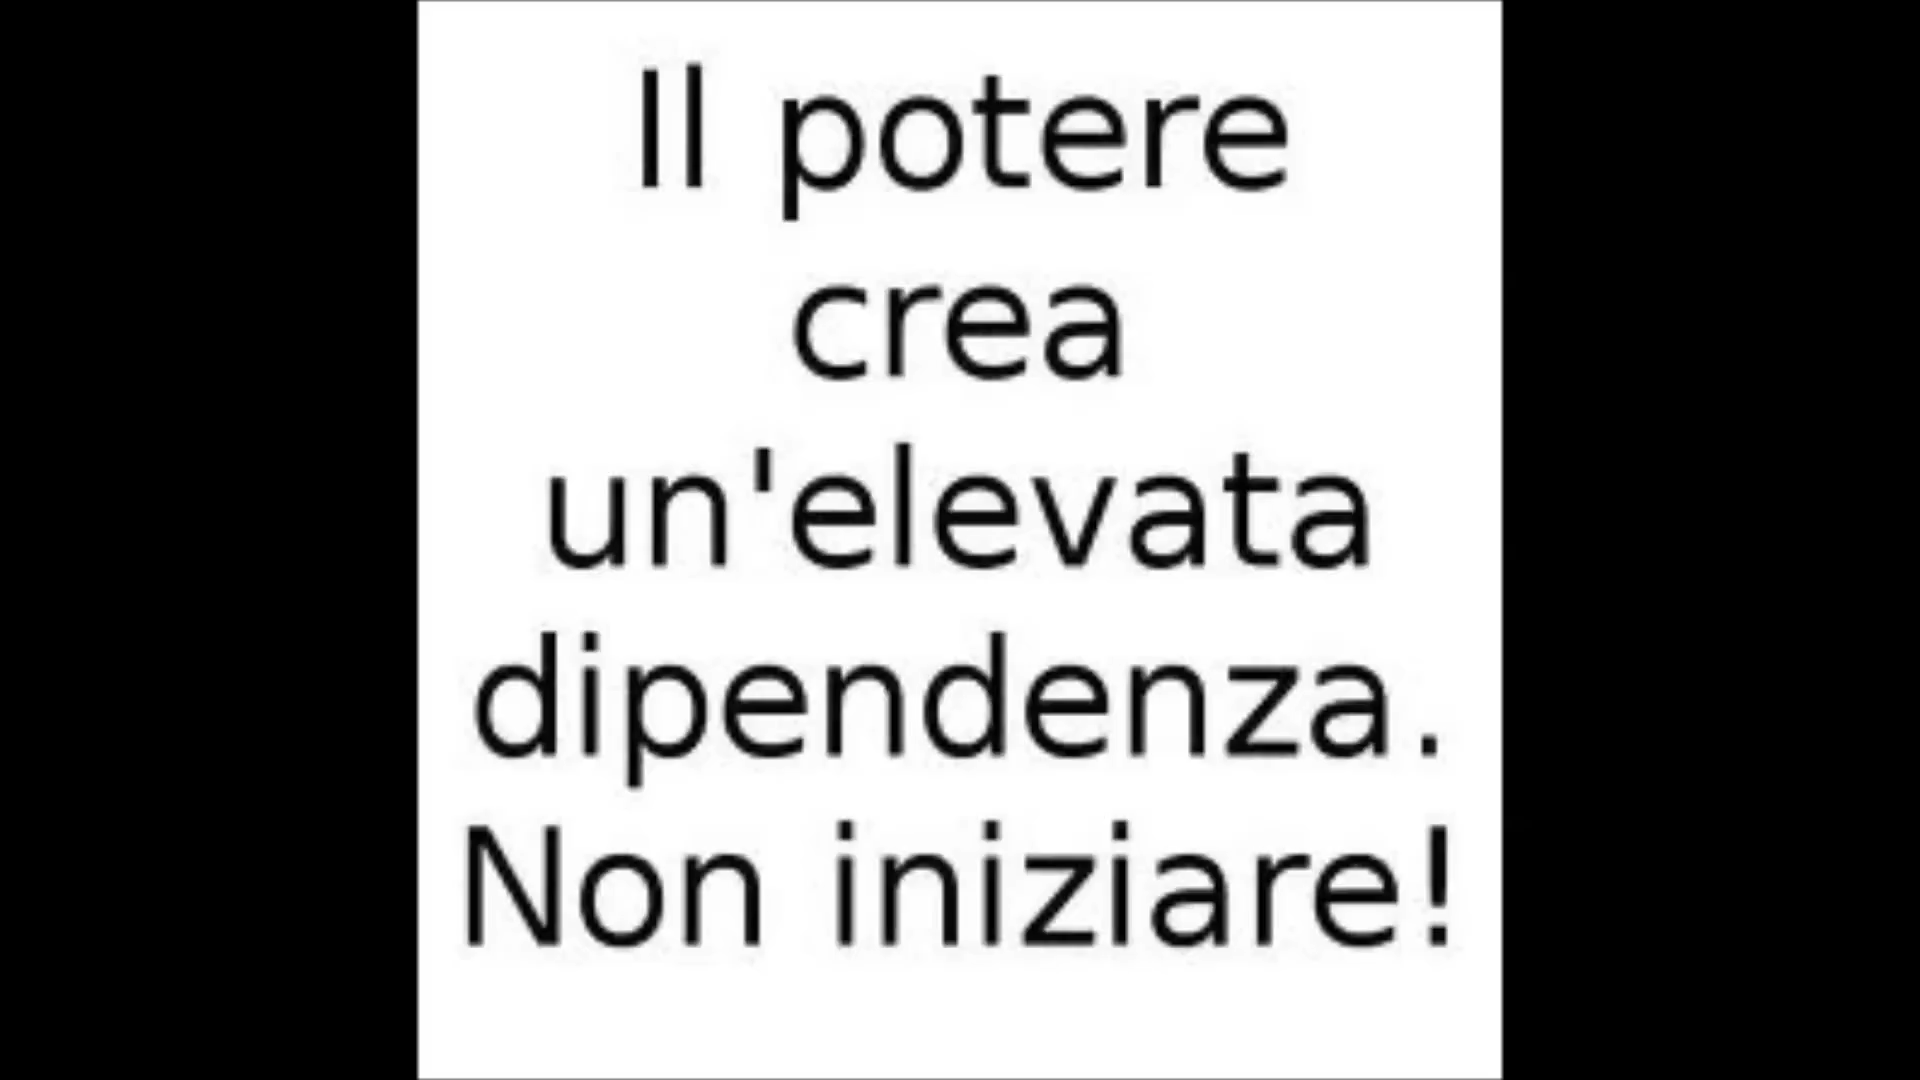 Il potere
crea
un'elevata
dipendenza.
Non iniziare!